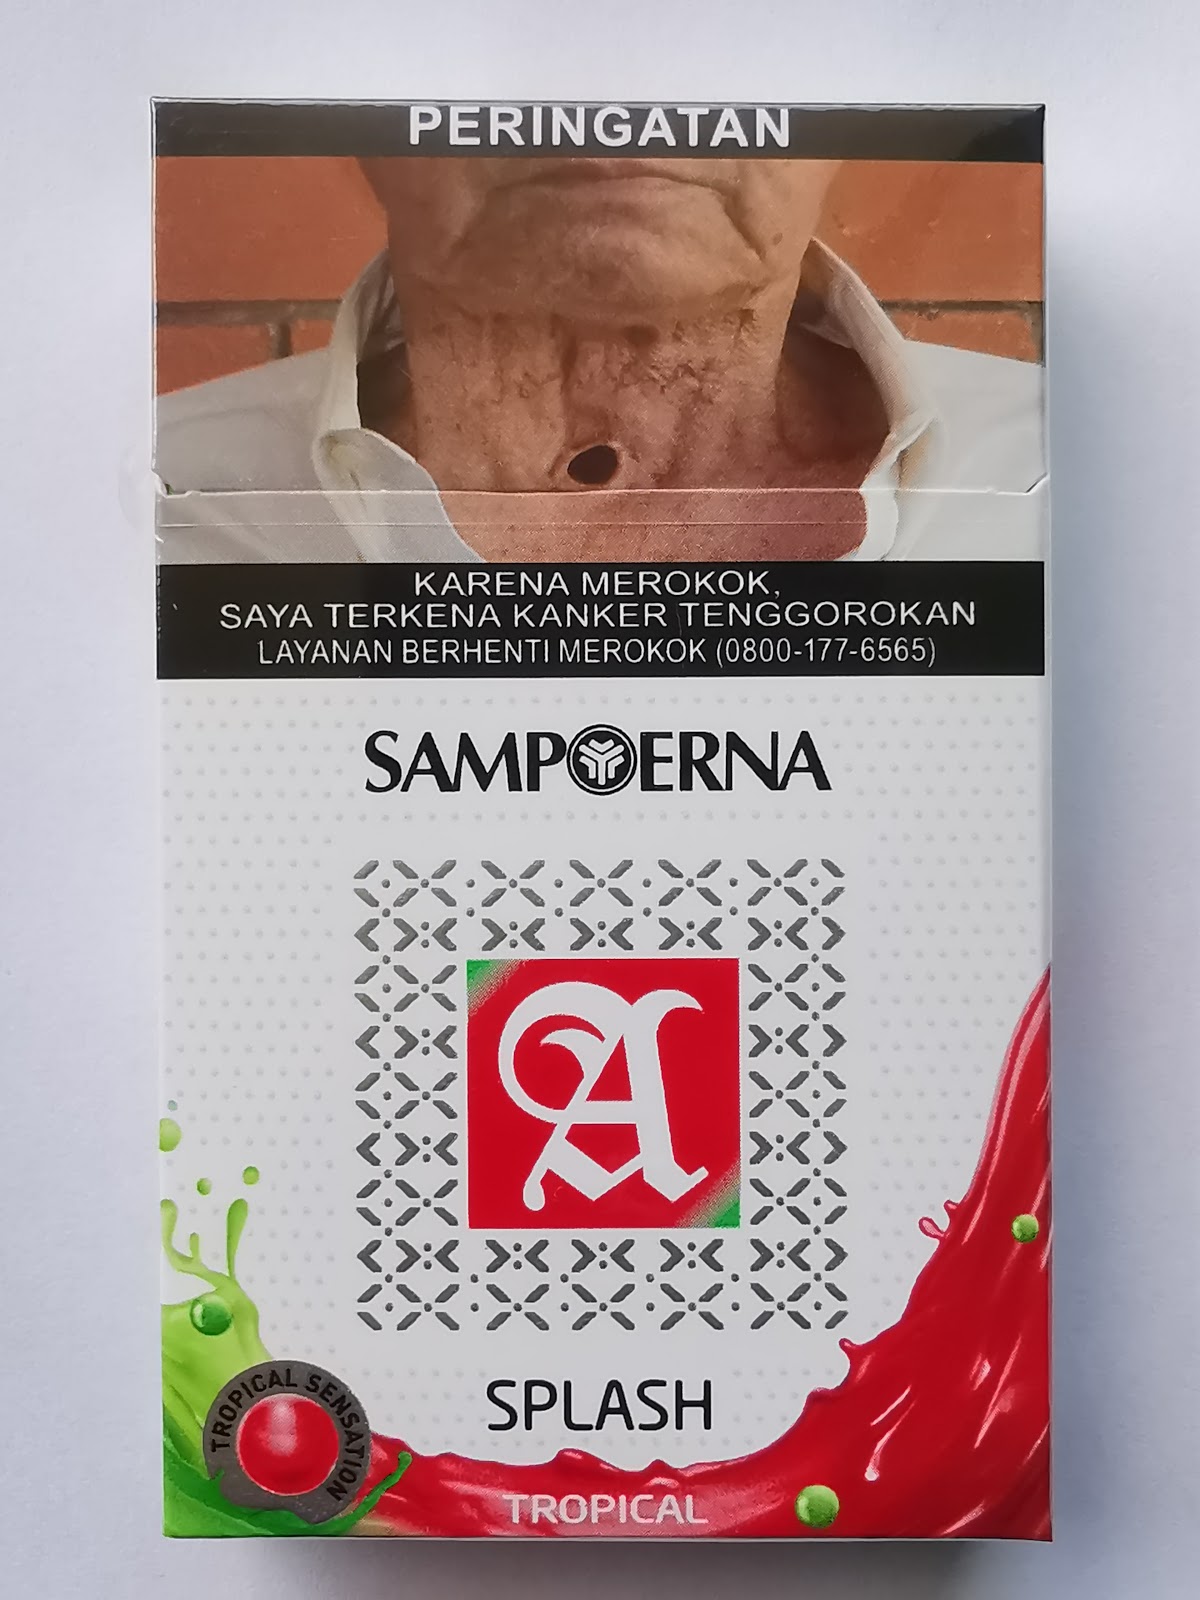 PERINGATAN
KARENA MEROKOK,
SAYA TERKENA KANKER TENGGOROKAN
LAYANAN BERHENTI MEROKOK (0800-177-6565)
SAMPOERNA
A
SPLASH
TROPICAL SENSATION
TROPICAL